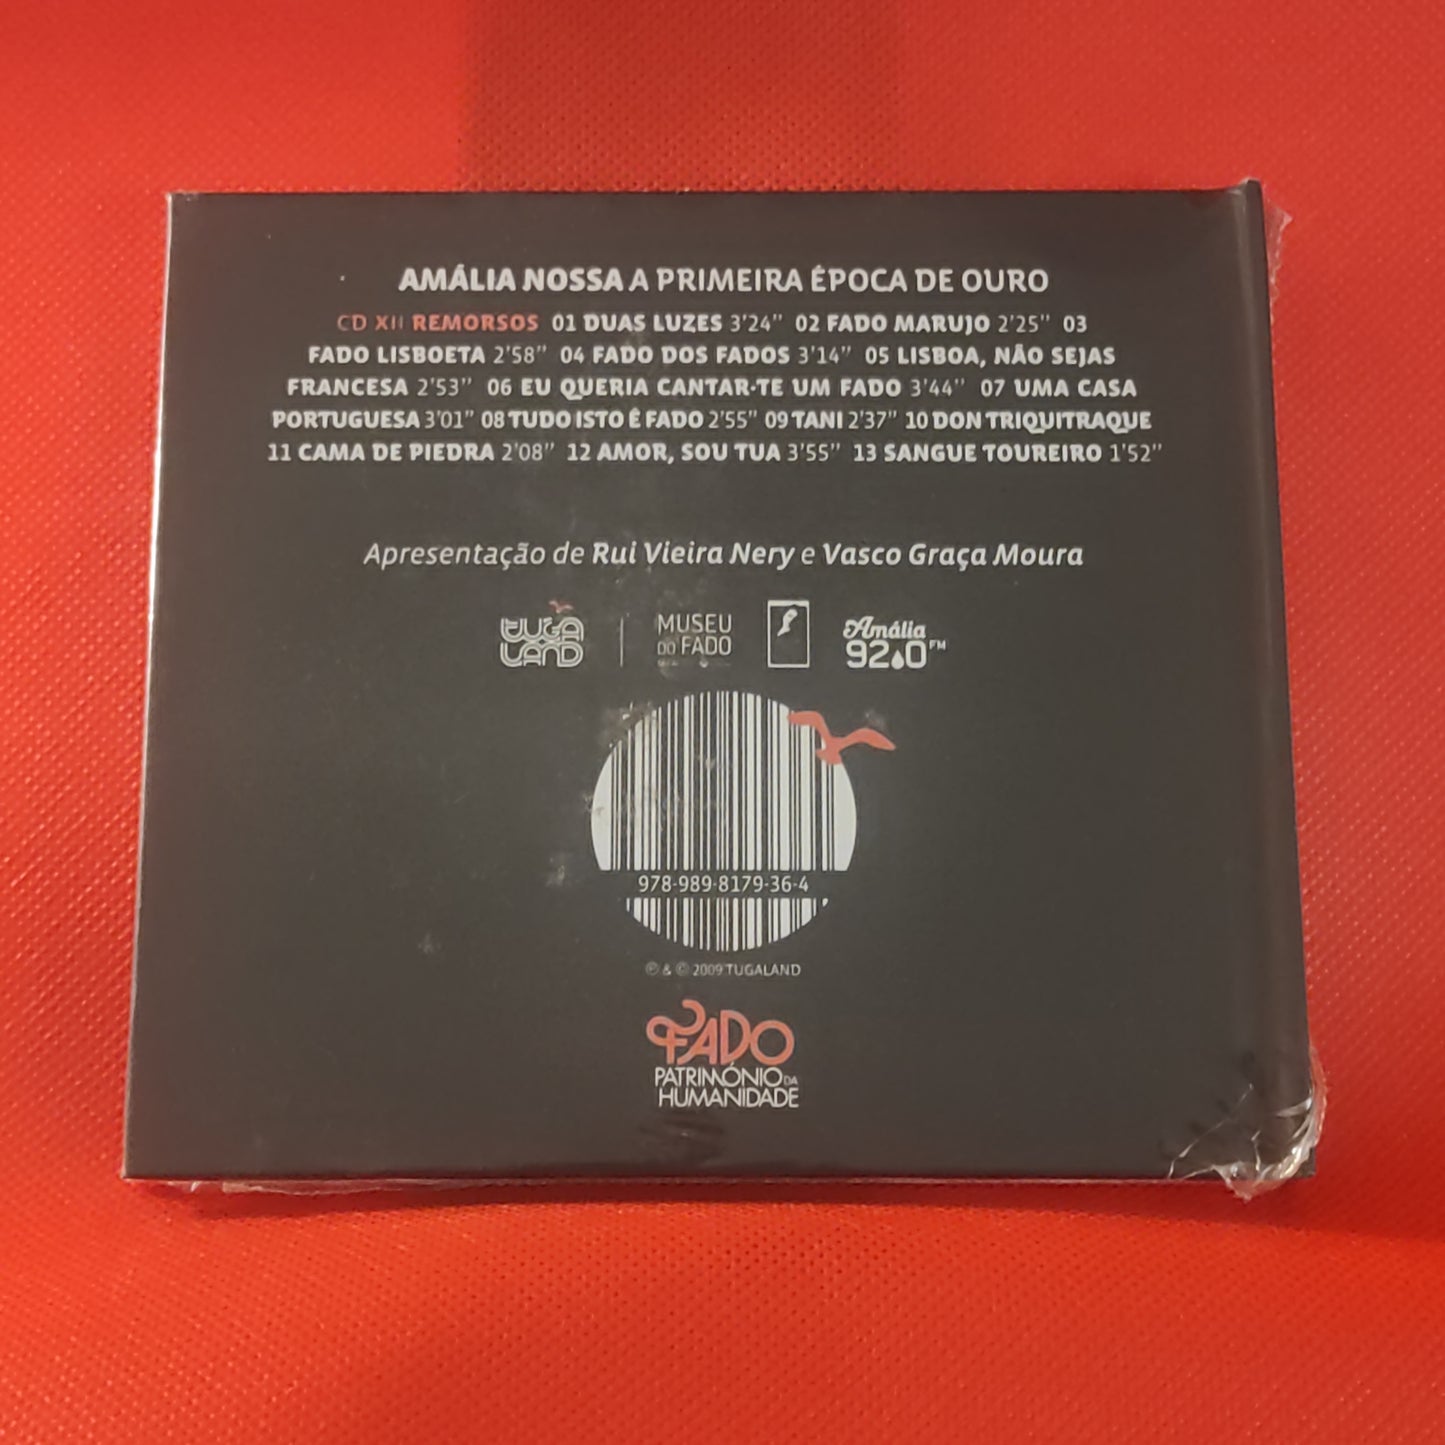 AMÁLIA NOSSA A PRIMEIRA ÉPOCA DE OURO
CD XII REMORSOS 01 DUAS LUZES 3'24'' 02 FADO MARUJO 2'25'' 03
FADO LISBOETA 2'58'' 04 FADO DOS FADOS 3'14'' 05 LISBOA, NÃO SEJAS
FRANCESA 2'53'' 06 EU QUERIA CANTAR-TE UM FADO 3'44'' 07 UMA CASA
PORTUGUESA 3'01'' 08 TUDO ISTO É FADO 2'55'' 09 TANI 2'37'' 10 DON TRIQUITRAQUE
11 CAMA DE PIEDRA 2'08'' 12 AMOR, SOU TUA 3'55'' 13 SANGUE TOUREIRO 1'52''
Apresentação de Rui Vieira Nery e Vasco Graça Moura
TUGA
LAND
MUSEU
DO FADO
Amália
92.0 FM
978-989-8179-36-4
℗ & © 2009 TUGALAND
FADO
PATRIMÓNIO DA
HUMANIDADE